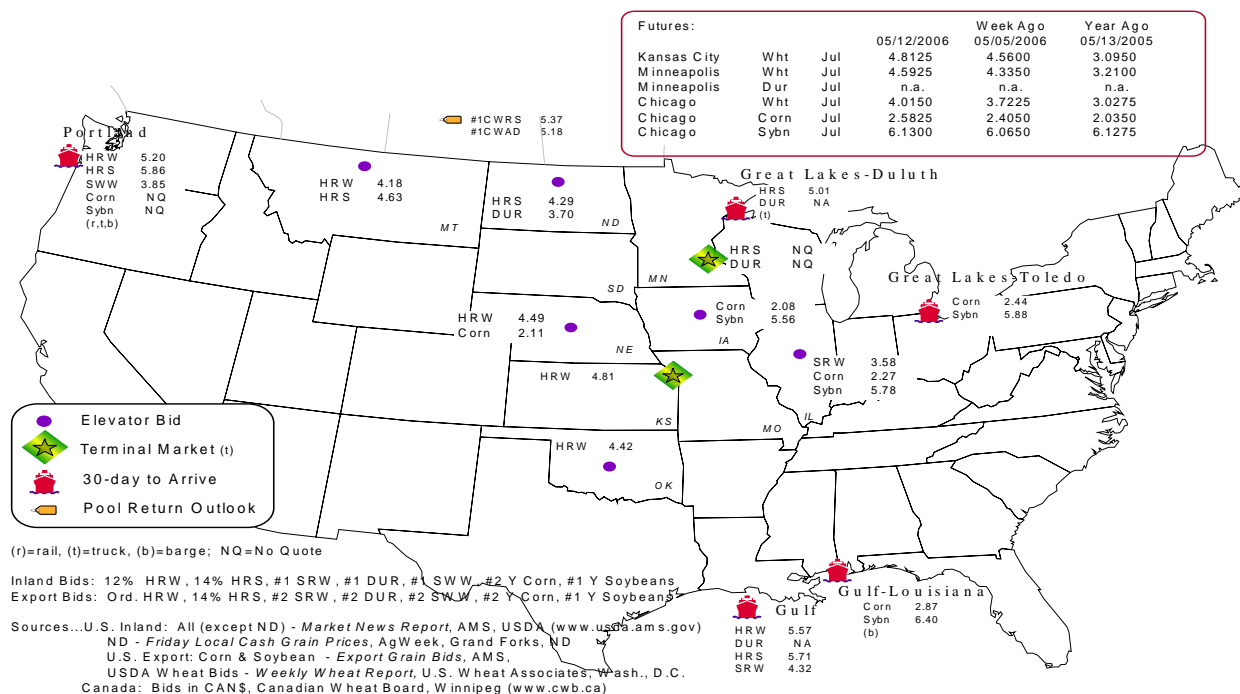 Futures: Week Ago Year Ago
05/12/2006 05/05/2006 05/13/2005
Kansas City Wht Jul 4.8125 4.5600 3.0950
Minneapolis Wht Jul 4.5925 4.3350 3.2100
Minneapolis Dur Jul n.a. n.a. n.a.
Chicago Wht Jul 4.0150 3.7225 3.0275
Chicago Corn Jul 2.5825 2.4050 2.0350
Chicago Sybn Jul 6.1300 6.0650 6.1275
#1CWRS 5.37
#1CWAD 5.18
Portland
HRW 5.20
HRS 5.86
SWW 3.85
Corn NQ
Sybn NQ
(r,t,b)
HRW 4.18
HRS 4.63
MT
HRS 4.29
DUR 3.70
ND
Great Lakes-Duluth
HRS 5.01
DUR NA
(t)
HRS NQ
DUR NQ
MN
SD
Great Lakes-Toledo
Corn 2.44
Sybn 5.88
HRW 4.49
Corn 2.11
NE
Corn 2.08
Sybn 5.56
IA
SRW 3.58
Corn 2.27
Sybn 5.78
IL
HRW 4.81
KS
MO
HRW 4.42
OK
Elevator Bid
Terminal Market (t)
30-day to Arrive
Pool Return Outlook
Gulf-Louisiana
Corn 2.87
Sybn 6.40
(b)
Gulf
HRW 5.57
DUR NA
HRS 5.71
SRW 4.32
(r)=rail, (t)=truck, (b)=barge; NQ=No Quote
Inland Bids: 12% HRW, 14% HRS, #1 SRW, #1 DUR, #1 SWW, #2 Y Corn, #1 Y Soybeans
Export Bids: Ord. HRW, 14% HRS, #2 SRW, #2 DUR, #2 SWW, #2 Y Corn, #1 Y Soybeans
Sources...U.S. Inland: All (except ND) - Market News Report, AMS, USDA (www.usda.ams.gov)
ND - Friday Local Cash Grain Prices, AgWeek, Grand Forks, ND
U.S. Export: Corn & Soybean - Export Grain Bids, AMS,
USDA Wheat Bids - Weekly Wheat Report, U.S. Wheat Associates, Wash., D.C.
Canada: Bids in CAN$, Canadian Wheat Board, Winnipeg (www.cwb.ca)